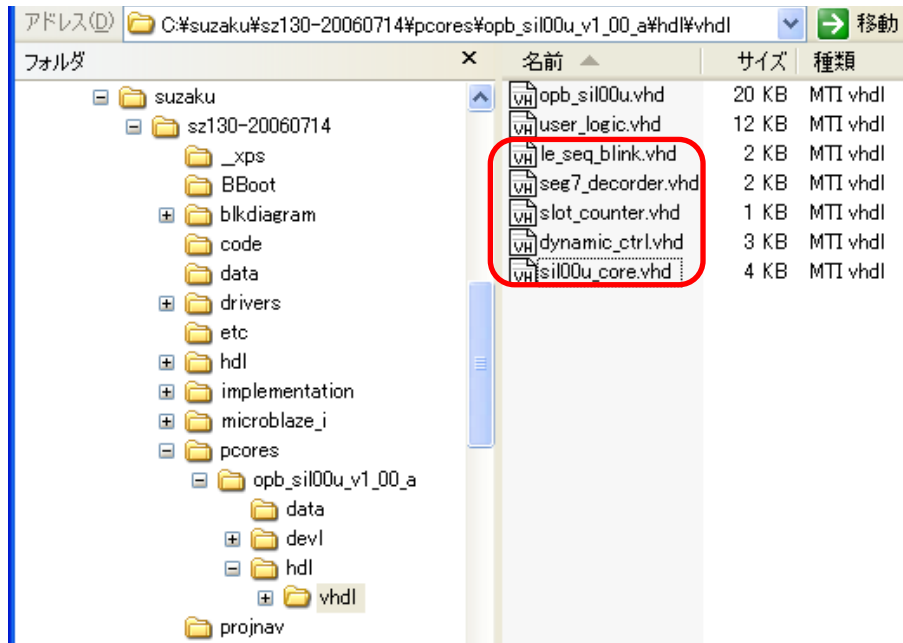 アドレス(D) C:¥suzaku¥sz130-20060714¥pcores¥opb_sil00u_v1_00_a¥hdl¥vhdl 移動
フォルダ
名前 サイズ 種類
suzaku
sz130-20060714
_xps
BBoot
blkdiagram
code
data
drivers
etc
hdl
implementation
microblaze_i
pcores
opb_sil00u_v1_00_a
data
devl
hdl
vhdl
projnav
opb_sil00u.vhd 20 KB MTI vhdl
user_logic.vhd 12 KB MTI vhdl
le_seq_blink.vhd 2 KB MTI vhdl
seg7_decorder.vhd 2 KB MTI vhdl
slot_counter.vhd 1 KB MTI vhdl
dynamic_ctrl.vhd 3 KB MTI vhdl
sil00u_core.vhd 4 KB MTI vhdl